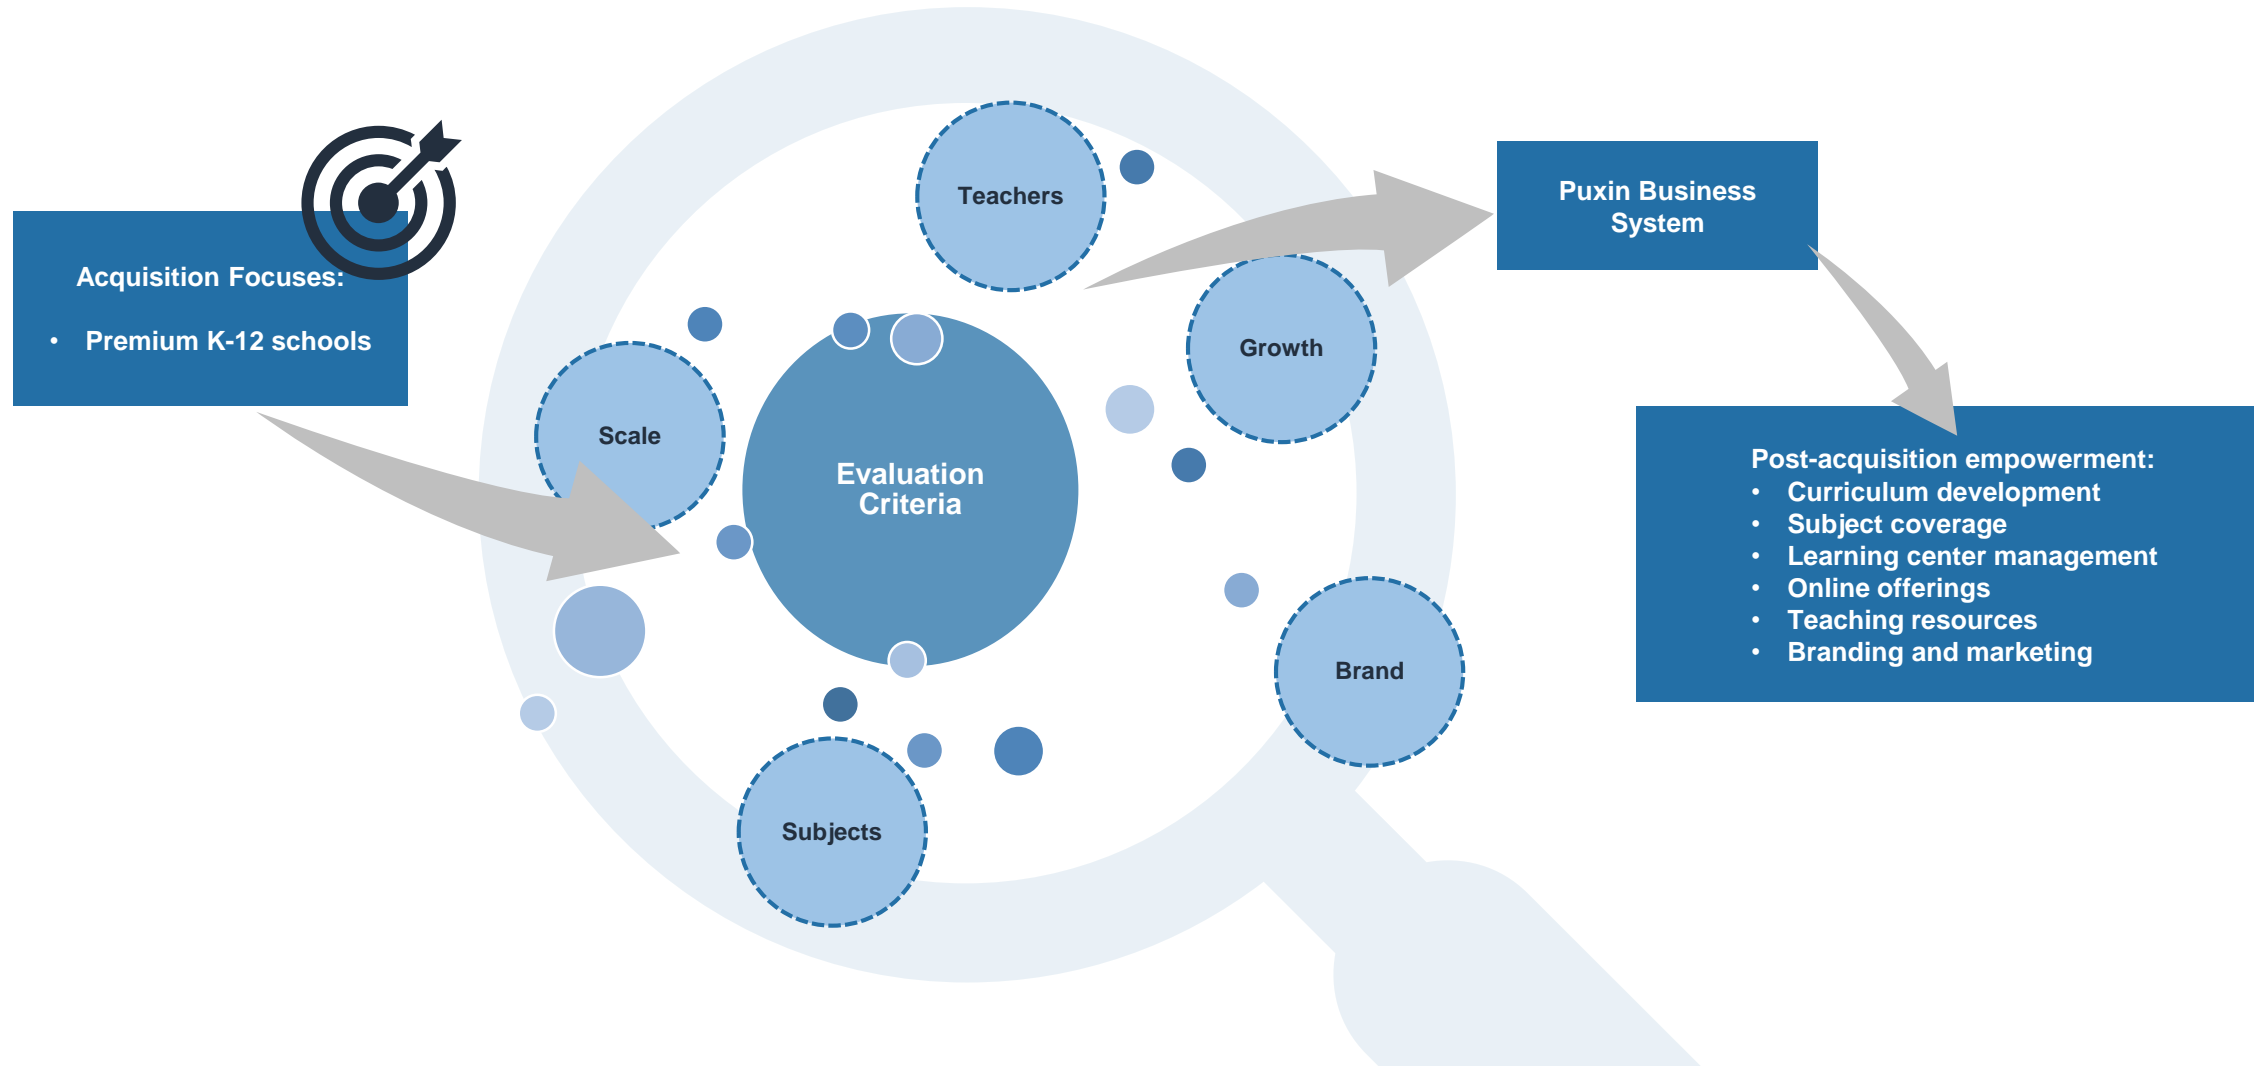 Acquisition Focuses:
• Premium K-12 schools
Teachers
Growth
Scale
Evaluation
Criteria
Brand
Subjects
Puxin Business
System
Post-acquisition empowerment:
• Curriculum development
• Subject coverage
• Learning center management
• Online offerings
• Teaching resources
• Branding and marketing